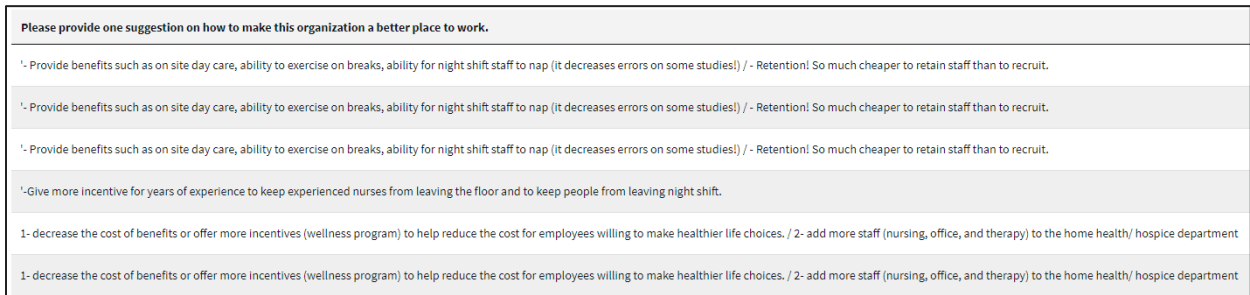 Please provide one suggestion on how to make this organization a better place to work.
'- Provide benefits such as on site day care, ability to exercise on breaks, ability for night shift staff to nap (it decreases errors on some studies!) / - Retention! So much cheaper to retain staff than to recruit.
'- Provide benefits such as on site day care, ability to exercise on breaks, ability for night shift staff to nap (it decreases errors on some studies!) / - Retention! So much cheaper to retain staff than to recruit.
'- Provide benefits such as on site day care, ability to exercise on breaks, ability for night shift staff to nap (it decreases errors on some studies!) / - Retention! So much cheaper to retain staff than to recruit.
'-Give more incentive for years of experience to keep experienced nurses from leaving the floor and to keep people from leaving night shift.
1- decrease the cost of benefits or offer more incentives (wellness program) to help reduce the cost for employees willing to make healthier life choices. / 2- add more staff (nursing, office, and therapy) to the home health/ hospice department
1- decrease the cost of benefits or offer more incentives (wellness program) to help reduce the cost for employees willing to make healthier life choices. / 2- add more staff (nursing, office, and therapy) to the home health/ hospice department